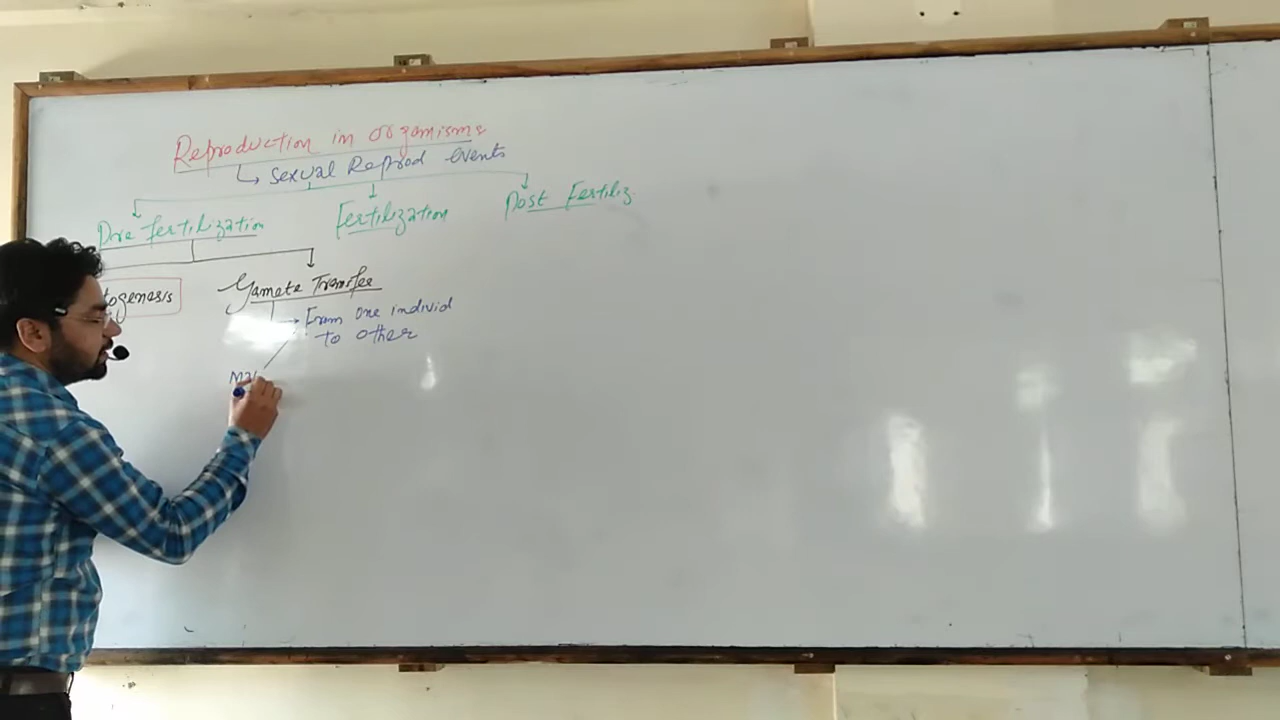 Reproduction in organisms
Sexual Reprod events
Pre fertilization
Fertilization
Post Fertiliz
togenesis
Gamete Transfer
From one individ
to other